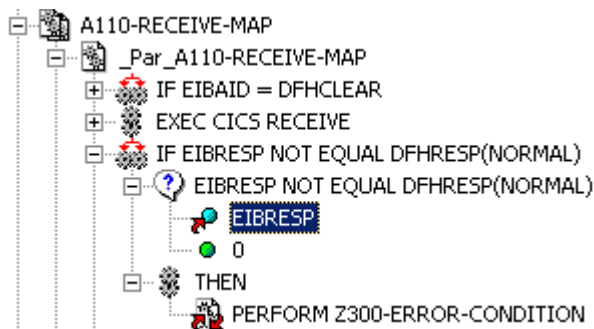 A110-RECEIVE-MAP
_Par_A110-RECEIVE-MAP
IF EIBAID = DFHCLEAR
EXEC CICS RECEIVE
IF EIBRESP NOT EQUAL DFHRESP(NORMAL)
EIBRESP NOT EQUAL DFHRESP(NORMAL)
EIBRESP
0
THEN
PERFORM Z300-ERROR-CONDITION